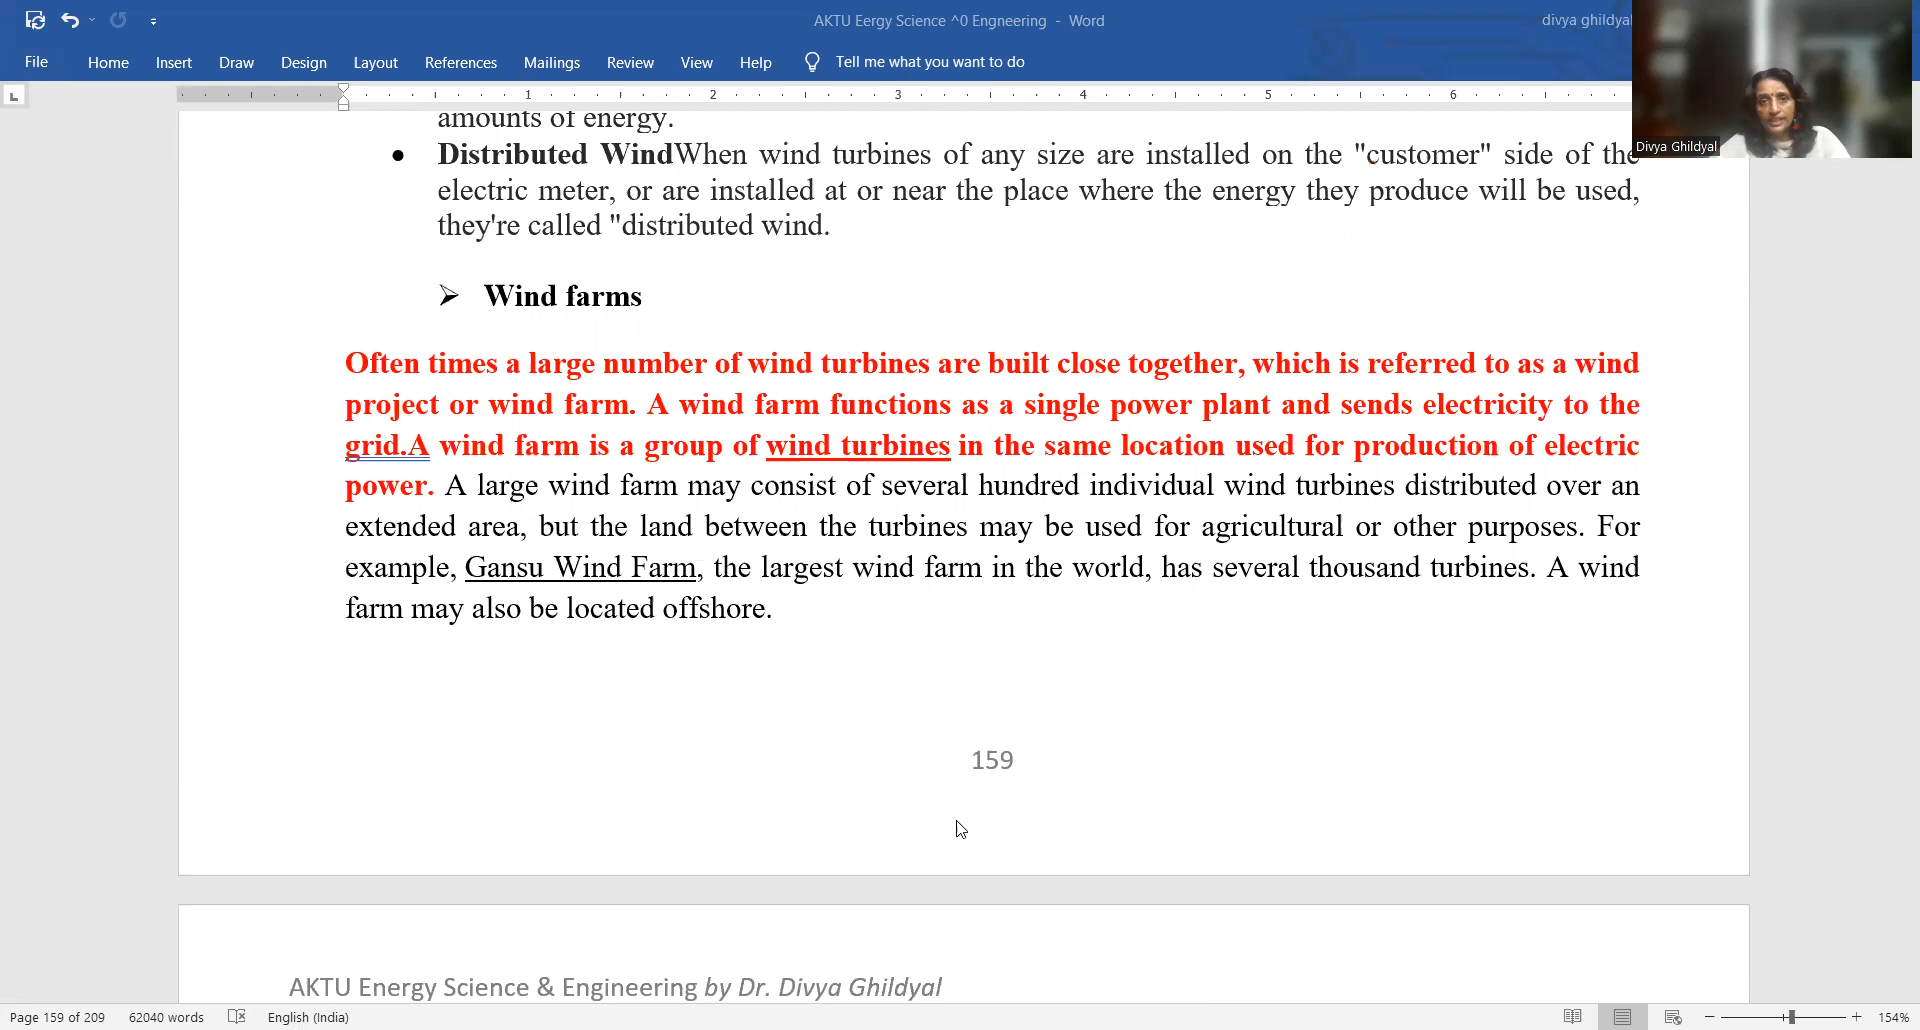 AKTU Eergy Science ^0 Engneering - Word
divya ghildyal
File Home Insert Draw Design Layout References Mailings Review View Help Tell me what you want to do
1 2 3 4 5 6
amounts of energy.
• Distributed WindWhen wind turbines of any size are installed on the "customer" side of the
electric meter, or are installed at or near the place where the energy they produce will be used,
they're called "distributed wind.
Divya Ghildyal
➢ Wind farms
Often times a large number of wind turbines are built close together, which is referred to as a wind
project or wind farm. A wind farm functions as a single power plant and sends electricity to the
grid.A wind farm is a group of wind turbines in the same location used for production of electric
power. A large wind farm may consist of several hundred individual wind turbines distributed over an
extended area, but the land between the turbines may be used for agricultural or other purposes. For
example, Gansu Wind Farm, the largest wind farm in the world, has several thousand turbines. A wind
farm may also be located offshore.
159
AKTU Energy Science & Engineering by Dr. Divya Ghildyal
Page 159 of 209 62040 words English (India) 154%